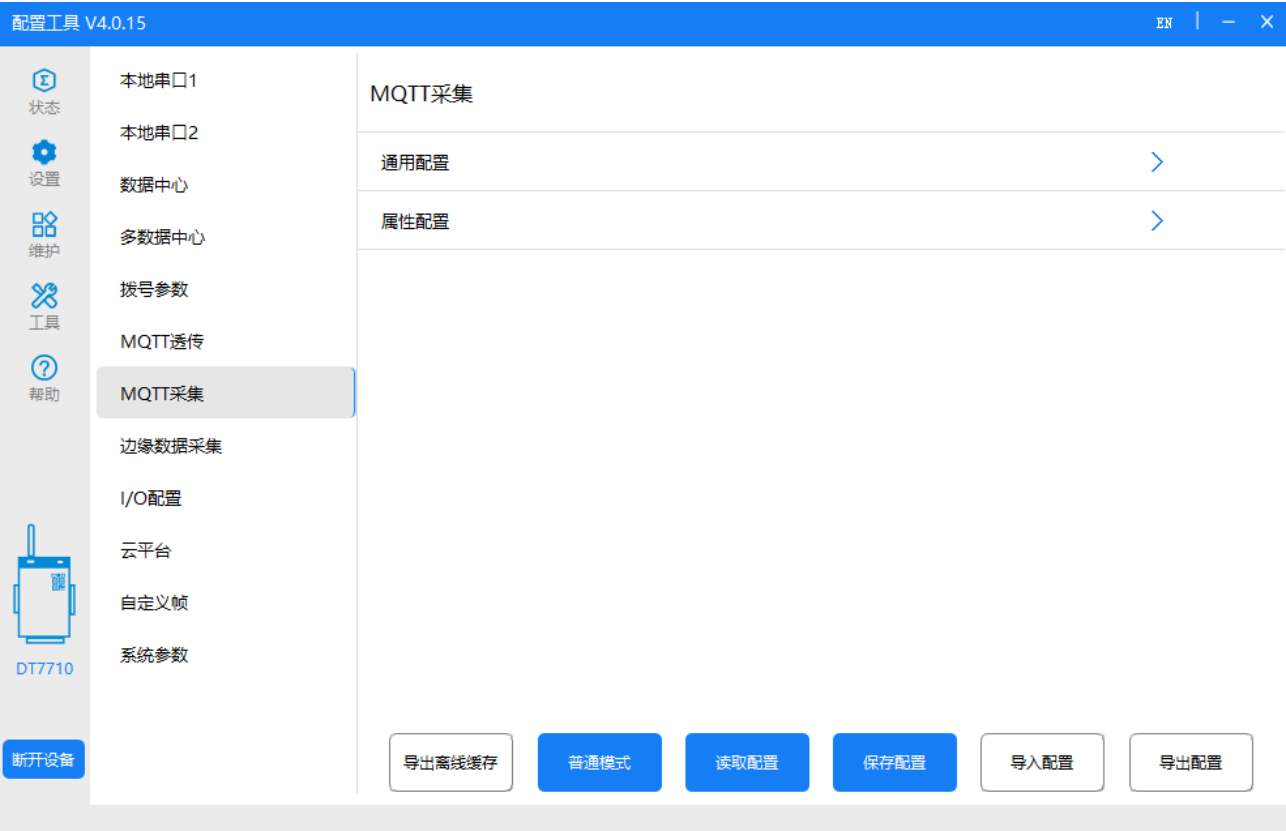 配置工具 V4.0.15
EN
状态
设置
维护
工具
帮助
DT7710
断开设备
本地串口1
本地串口2
数据中心
多数据中心
拨号参数
MQTT透传
MQTT采集
边缘数据采集
I/O配置
云平台
自定义帧
系统参数
MQTT采集
通用配置
属性配置
导出离线缓存
普通模式
读取配置
保存配置
导入配置
导出配置